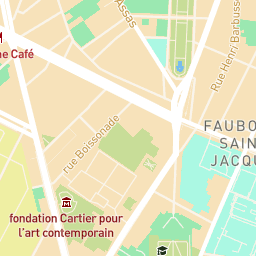 Assas
Rue Henri Barbusse
ne Café
rue Boissonade
FAUBO
SAIN
JACQU
fondation Cartier pour
l'art contemporain